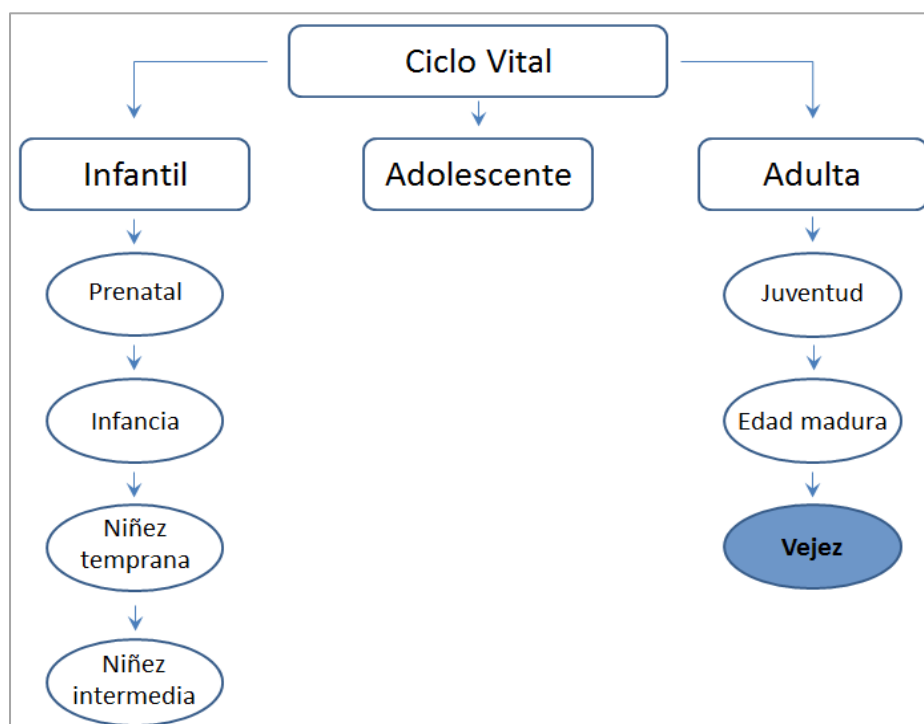 Ciclo Vital
Infantil
Adolescente
Adulta
Prenatal
Juventud
Infancia
Edad madura
Niñez
temprana
Vejez
Niñez
intermedia